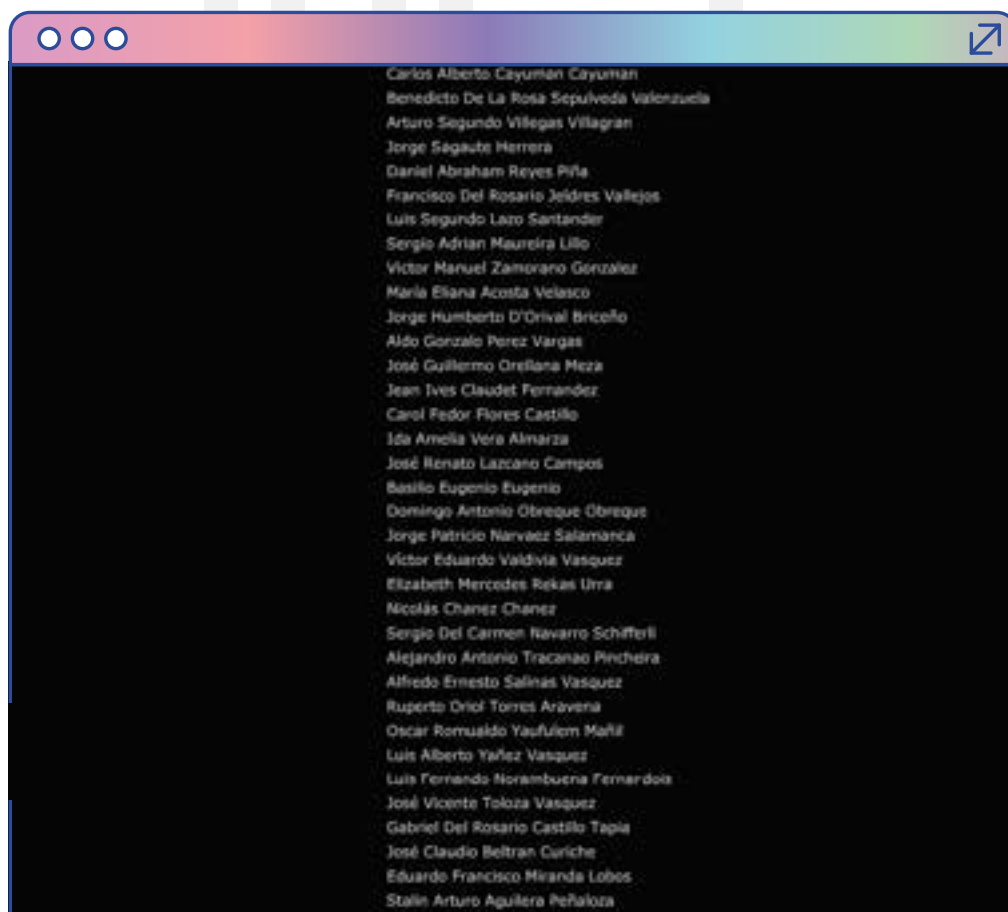 Carlos Alberto Cayuman Cayuman
Benedicto De La Rosa Sepulveda Valenzuela
Arturo Segundo Villegas Villagran
Jorge Sagaute Herrera
Daniel Abraham Reyes Piña
Francisco Del Rosario Jeldres Vallejos
Luis Segundo Lazo Santander
Sergio Adrian Maureira Lillo
Victor Manuel Zamorano Gonzalez
María Eliana Acosta Velasco
Jorge Humberto D'Orival Briceño
Aldo Gonzalo Perez Vargas
José Guillermo Orellana Meza
Jean Ives Claudet Fernandez
Carol Fedor Flores Castillo
Ida Amelia Vera Almarza
José Renato Lazcano Campos
Basilio Eugenio Eugenio
Domingo Antonio Obreque Obreque
Jorge Patricio Narvaez Salamanca
Víctor Eduardo Valdivia Vasquez
Elizabeth Mercedes Rekas Urra
Nicolás Chanez Chanez
Sergio Del Carmen Navarro Schifferli
Alejandro Antonio Tracanao Pincheira
Alfredo Ernesto Salinas Vasquez
Ruperto Oriol Torres Aravena
Oscar Romualdo Yaufulem Mañil
Luis Alberto Yañez Vasquez
Luis Fernando Norambuena Fernardois
José Vicente Toloza Vasquez
Gabriel Del Rosario Castillo Tapia
José Claudio Beltran Curiche
Eduardo Francisco Miranda Lobos
Stalin Arturo Aguilera Peñaloza